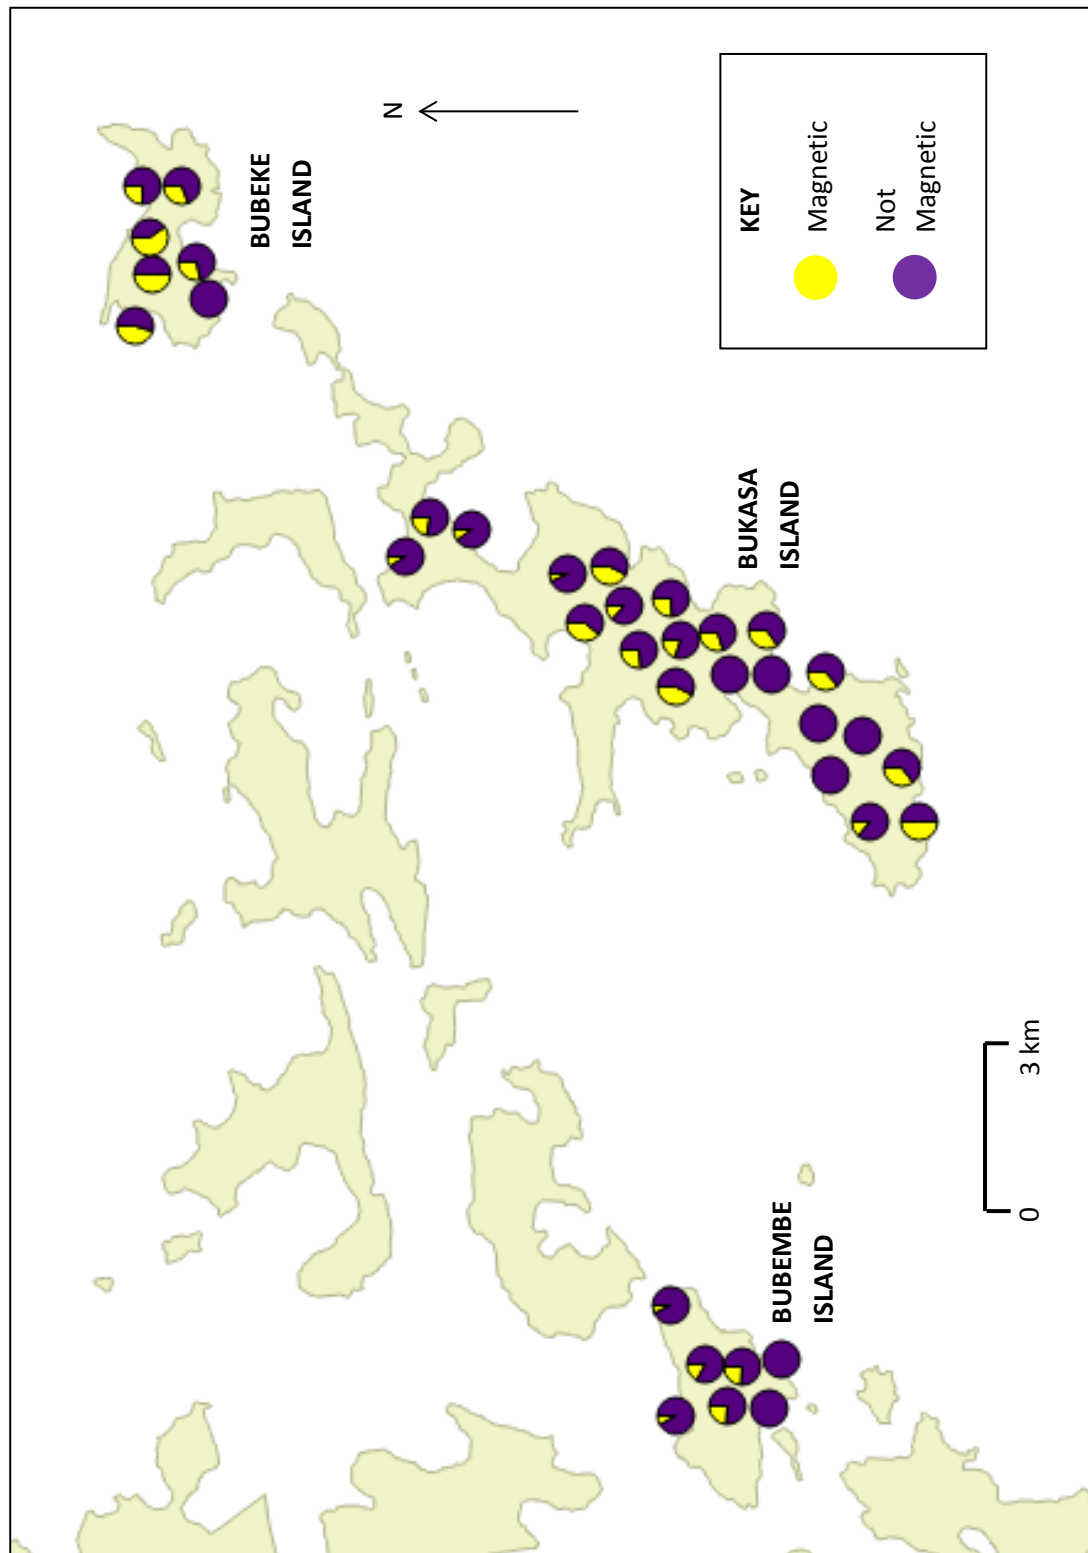 N
BUBEKE
ISLAND
KEY
Magnetic
Not
Magnetic
BUKASA
ISLAND
BUBEMBE
ISLAND
0
3 km